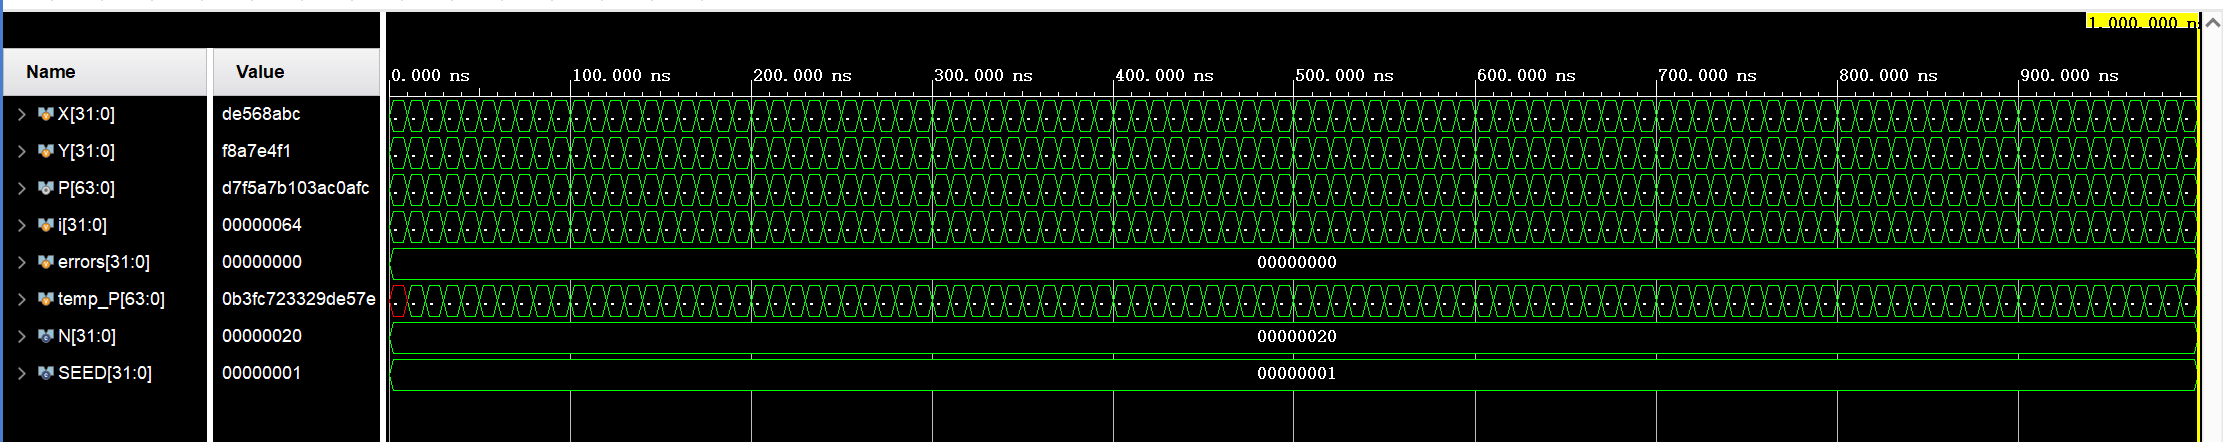 1,000.000 n
Name Value
0.000 ns 100.000 ns 200.000 ns 300.000 ns 400.000 ns 500.000 ns 600.000 ns 700.000 ns 800.000 ns 900.000 ns
X[31:0] de568abc
Y[31:0] f8a7e4f1
P[63:0] d7f5a7b103ac0afc
i[31:0] 00000064
errors[31:0] 00000000 00000000
temp_P[63:0] 0b3fc723329de57e
N[31:0] 00000020 00000020
SEED[31:0] 00000001 00000001